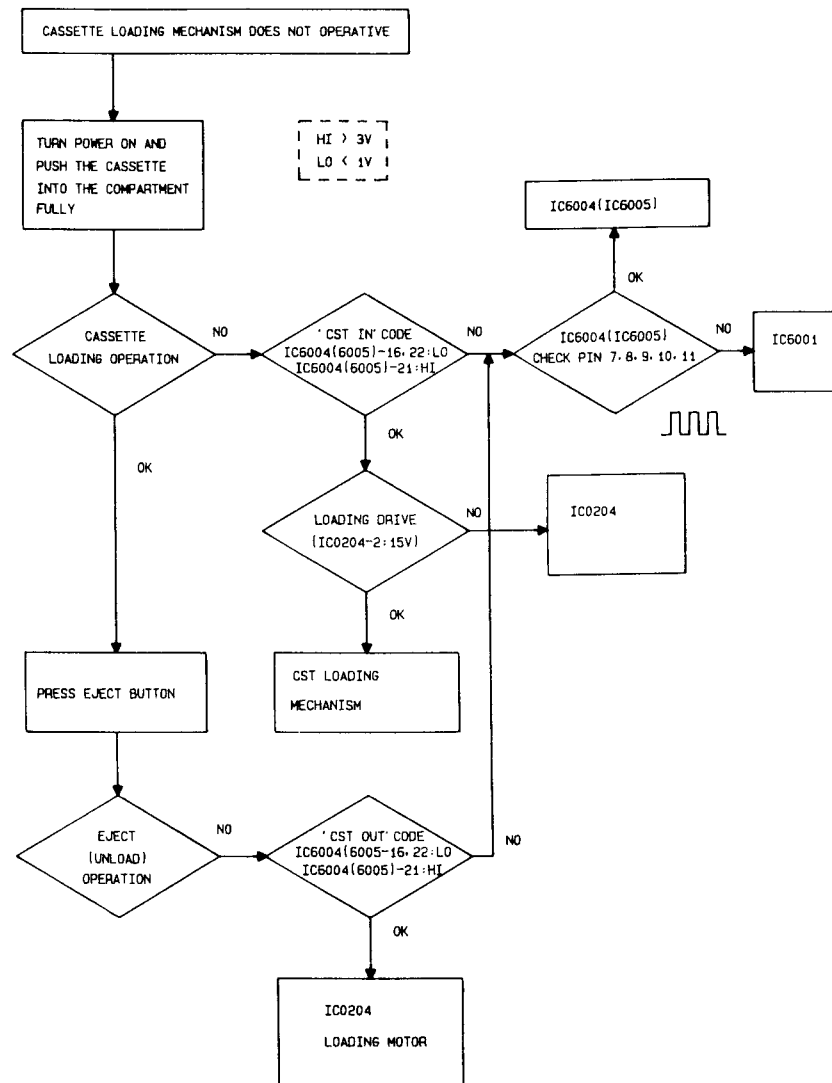 CASSETTE LOADING MECHANISM DOES NOT OPERATIVE
TURN POWER ON AND
PUSH THE CASSETTE
INTO THE COMPARTMENT
FULLY
HI > 3V
LO < 1V
IC6004(IC6005)
OK
CASSETTE
LOADING OPERATION
NO
'CST IN' CODE
IC6004(6005)-16, 22:LO
IC6004(6005)-21:HI
NO
IC6004(IC6005)
CHECK PIN 7, 8, 9, 10, 11
NO
IC6001
OK
OK
LOADING DRIVE
(IC0204-2:15V)
NO
IC0204
OK
PRESS EJECT BUTTON
CST LOADING
MECHANISM
EJECT
(UNLOAD)
OPERATION
NO
'CST OUT' CODE
IC6004(6005-16, 22:LO
IC6004(6005)-21:HI
NO
OK
IC0204
LOADING MOTOR